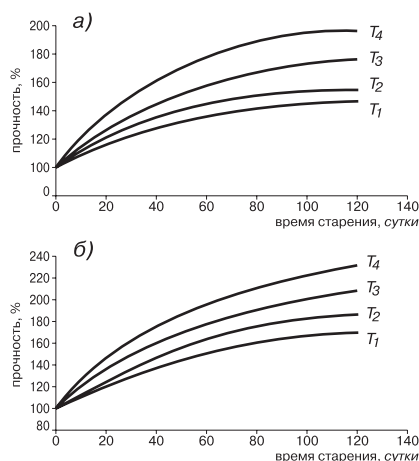 а)
прочность, %
200
180
160
140
120
100
0
T4
T3
T2
T1
0 20 40 60 80 100 120 140
время старения, сутки
б)
прочность, %
240
220
200
180
160
140
120
100
80
T4
T3
T2
T1
0 20 40 60 80 100 120 140
время старения, сутки